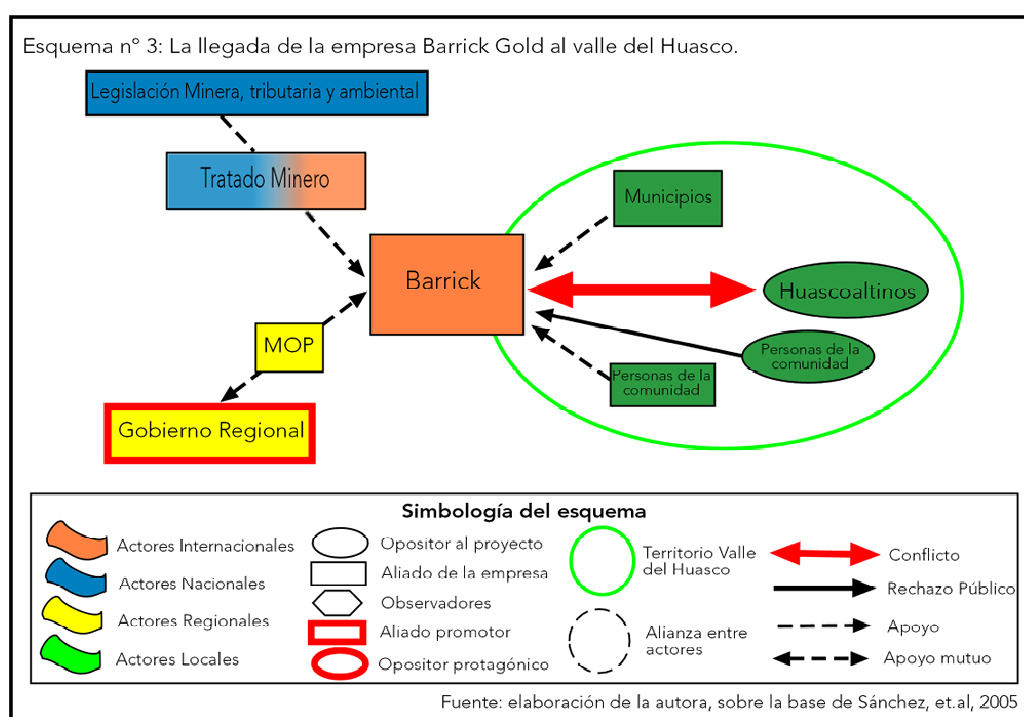 Esquema nº 3: La llegada de la empresa Barrick Gold al valle del Huasco.
Legislación Minera, tributaria y ambiental
Tratado Minero
Municipios
Barrick
Huascoaltinos
MOP
Personas de la
comunidad
Personas de la
comunidad
Gobierno Regional
Simbología del esquema
Actores Internacionales
Actores Nacionales
Actores Regionales
Actores Locales
Opositor al proyecto
Aliado de la empresa
Observadores
Aliado promotor
Opositor protagónico
Territorio Valle
del Huasco
Alianza entre
actores
Conflicto
Rechazo Público
Apoyo
Apoyo mutuo
Fuente: elaboración de la autora, sobre la base de Sánchez, et.al, 2005